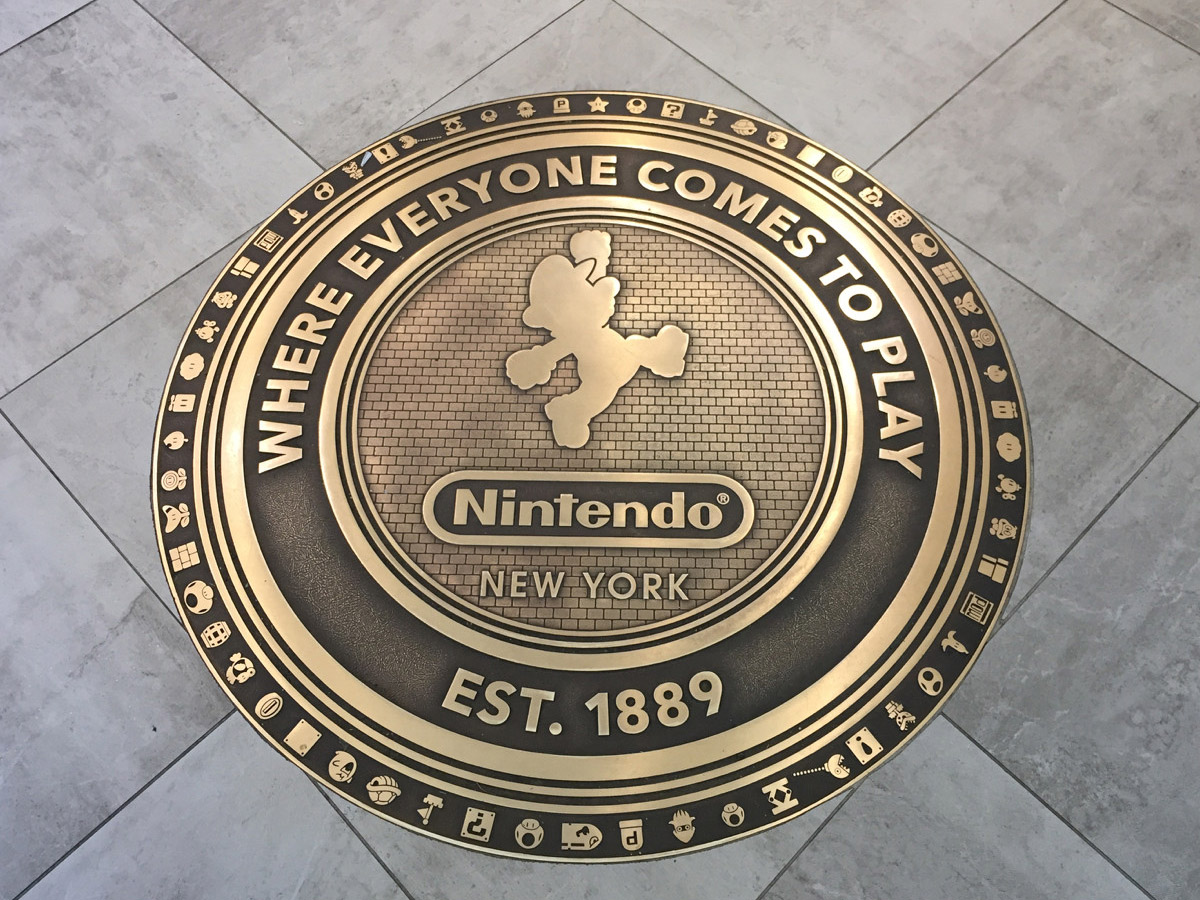 WHERE EVERYONE COMES TO PLAY
Nintendo®
NEW YORK
EST. 1889